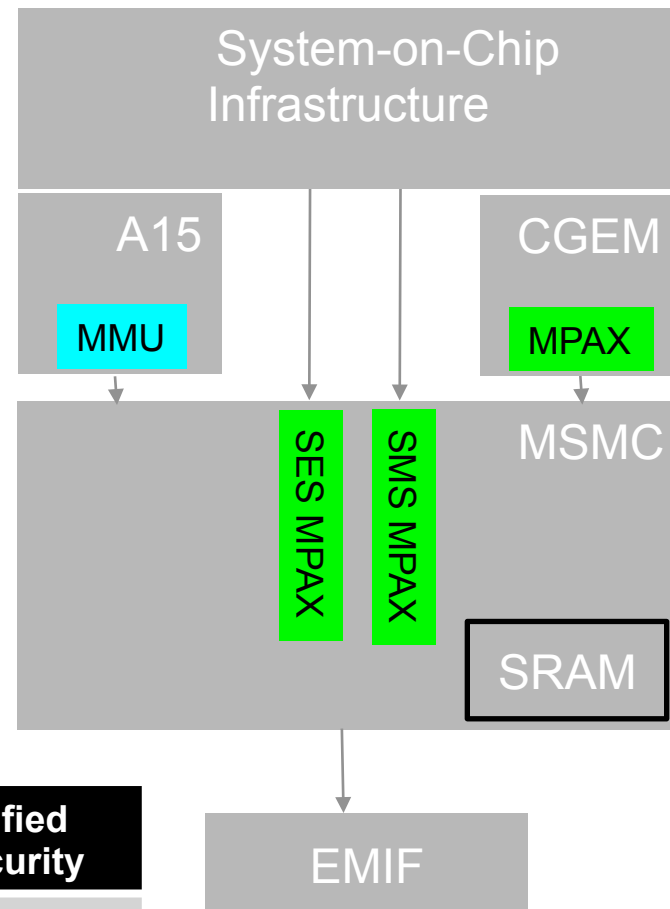 System-on-Chip
Infrastructure
A15
CGEM
MMU
MPAX
MSMC
SES MPAX
SMS MPAX
SRAM
EMIF